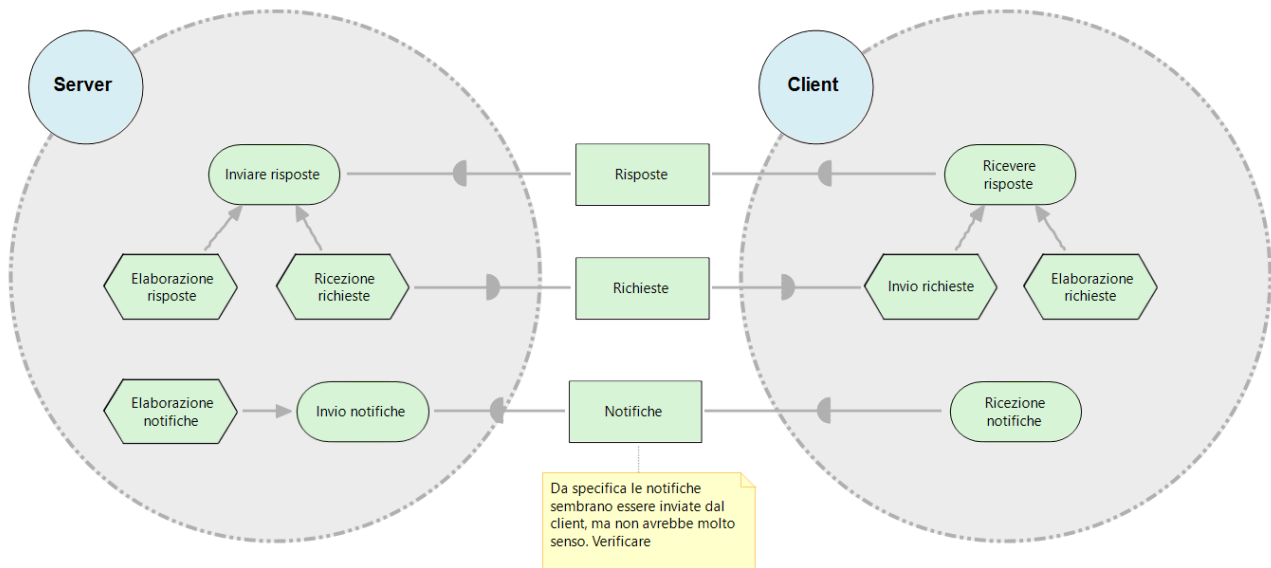 Server
Client
Inviare risposte
Risposte
Ricevere
risposte
Elaborazione
risposte
Ricezione
richieste
Richieste
Invio richieste
Elaborazione
richieste
Elaborazione
notifiche
Invio notifiche
Notifiche
Ricezione
notifiche
Da specifica le notifiche
sembrano essere inviate dal
client, ma non avrebbe molto
senso. Verificare